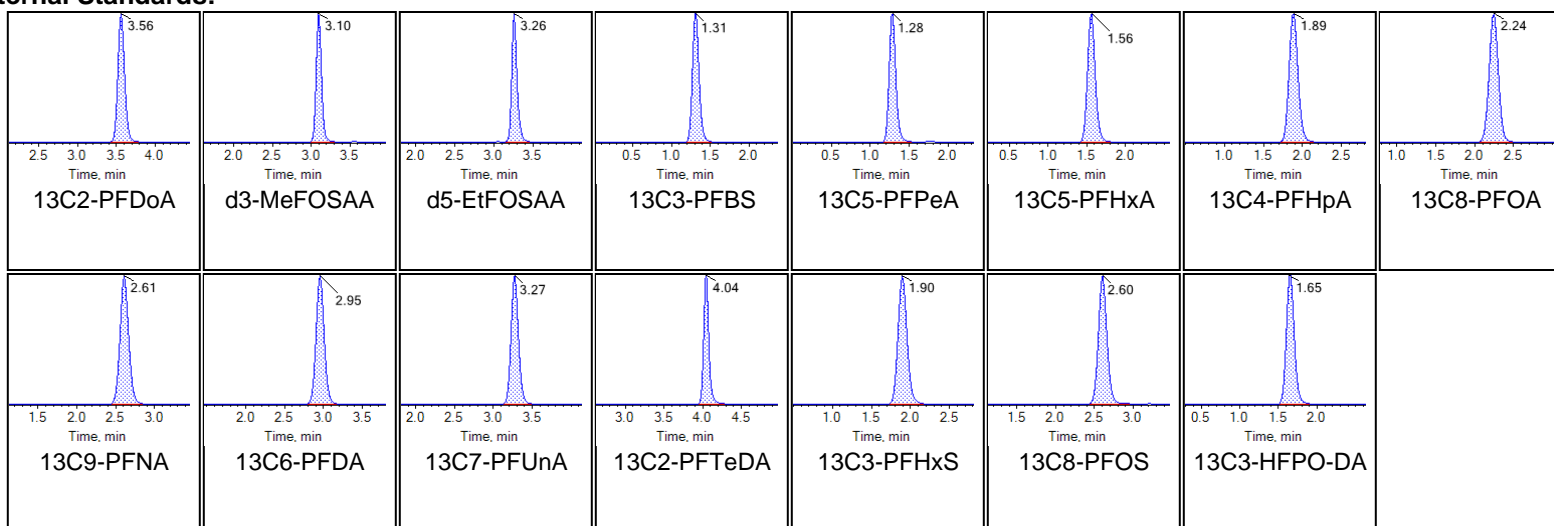 ternal Standards:
3.56 3.10 3.26 1.31 1.28 1.56 1.89 2.24
2.5 3.0 3.5 4.0 2.0 2.5 3.0 3.5 2.0 2.5 3.0 3.5 0.5 1.0 1.5 2.0 0.5 1.0 1.5 2.0 0.5 1.0 1.5 2.0 1.0 1.5 2.0 2.5 1.0 1.5 2.0 2.5
Time, min Time, min Time, min Time, min Time, min Time, min Time, min Time, min
13C2-PFDoA d3-MeFOSAA d5-EtFOSAA 13C3-PFBS 13C5-PFPeA 13C5-PFHxA 13C4-PFHpA 13C8-PFOA
2.61 2.95 3.27 4.04 1.90 2.60 1.65
1.5 2.0 2.5 3.0 2.0 2.5 3.0 3.5 2.0 2.5 3.0 3.5 3.0 3.5 4.0 4.5 1.0 1.5 2.0 2.5 1.5 2.0 2.5 3.0 0.5 1.0 1.5 2.0
Time, min Time, min Time, min Time, min Time, min Time, min Time, min
13C9-PFNA 13C6-PFDA 13C7-PFUnA 13C2-PFTeDA 13C3-PFHxS 13C8-PFOS 13C3-HFPO-DA